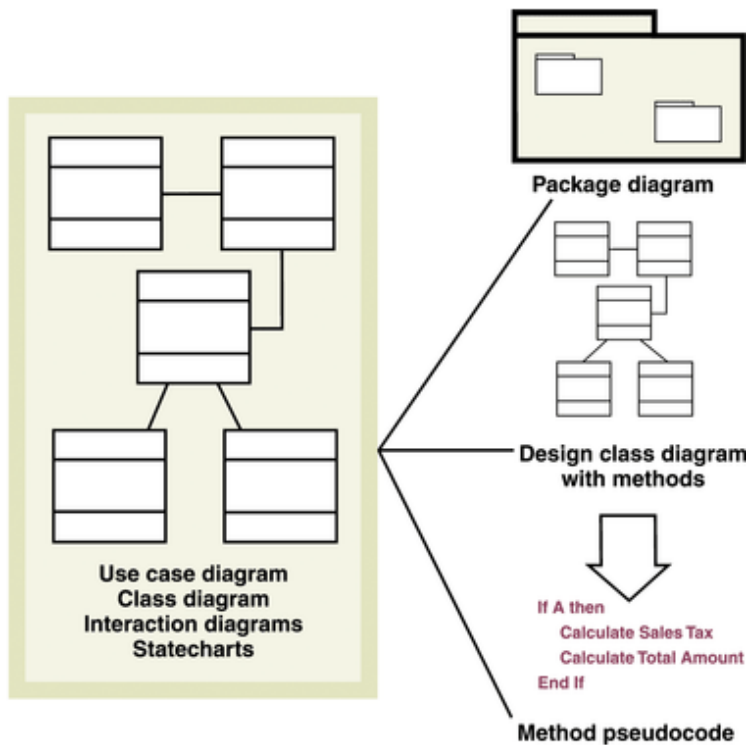 Use case diagram
Class diagram
Interaction diagrams
Statecharts
Package diagram
Design class diagram
with methods
If A then
Calculate Sales Tax
Calculate Total Amount
End If
Method pseudocode